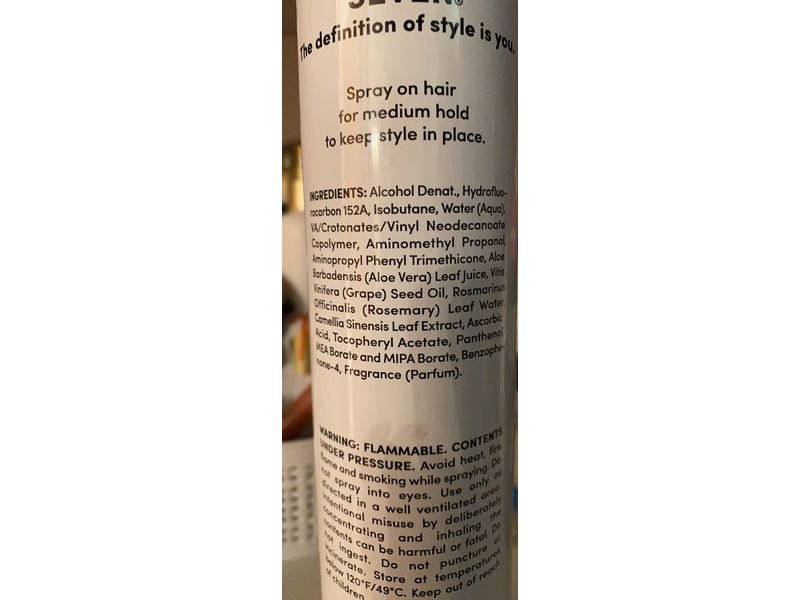 SEVEN®
The definition of style is you.
Spray on hair
for medium hold
to keep style in place.
INGREDIENTS: Alcohol Denat., Hydrofluo-
rocarbon 152A, Isobutane, Water (Aqua),
VA/Crotonates/Vinyl Neodecanoate
Copolymer, Aminomethyl Propanol,
Aminopropyl Phenyl Trimethicone, Aloe
Barbadensis (Aloe Vera) Leaf Juice, Vitis
Vinifera (Grape) Seed Oil, Rosmarinus
Officinalis (Rosemary) Leaf Water,
Camellia Sinensis Leaf Extract, Ascorbic
Acid, Tocopheryl Acetate, Panthenol,
MEA Borate and MIPA Borate, Benzophe-
none-4, Fragrance (Parfum).
WARNING: FLAMMABLE. CONTENTS
UNDER PRESSURE. Avoid heat, fire,
flame and smoking while spraying. Do
not spray into eyes. Use only as
directed in a well ventilated area.
Intentional misuse by deliberately
concentrating and inhaling the
contents can be harmful or fatal. Do
not ingest. Do not puncture or
incinerate. Store at temperatures
below 120°F/49°C. Keep out of reach
of children